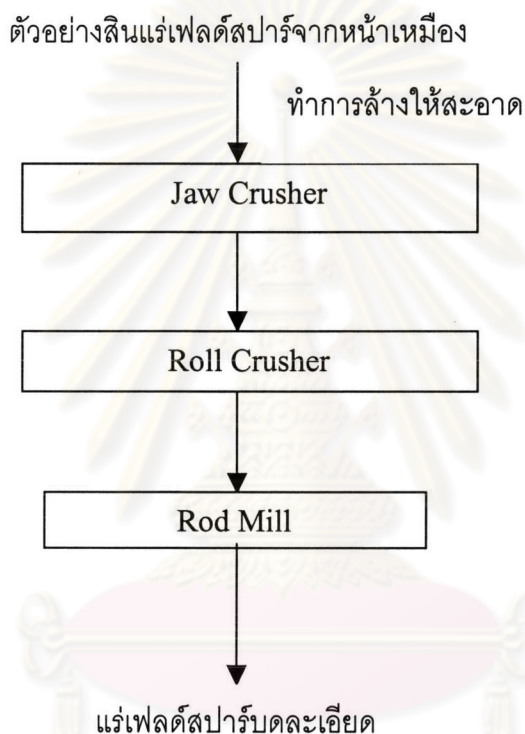 ตัวอย่างสินแร่เฟลด์สปาร์จากหน้าเหมือง
ทำการล้างให้สะอาด
Jaw Crusher
Roll Crusher
Rod Mill
แร่เฟลด์สปาร์บดละเอียด